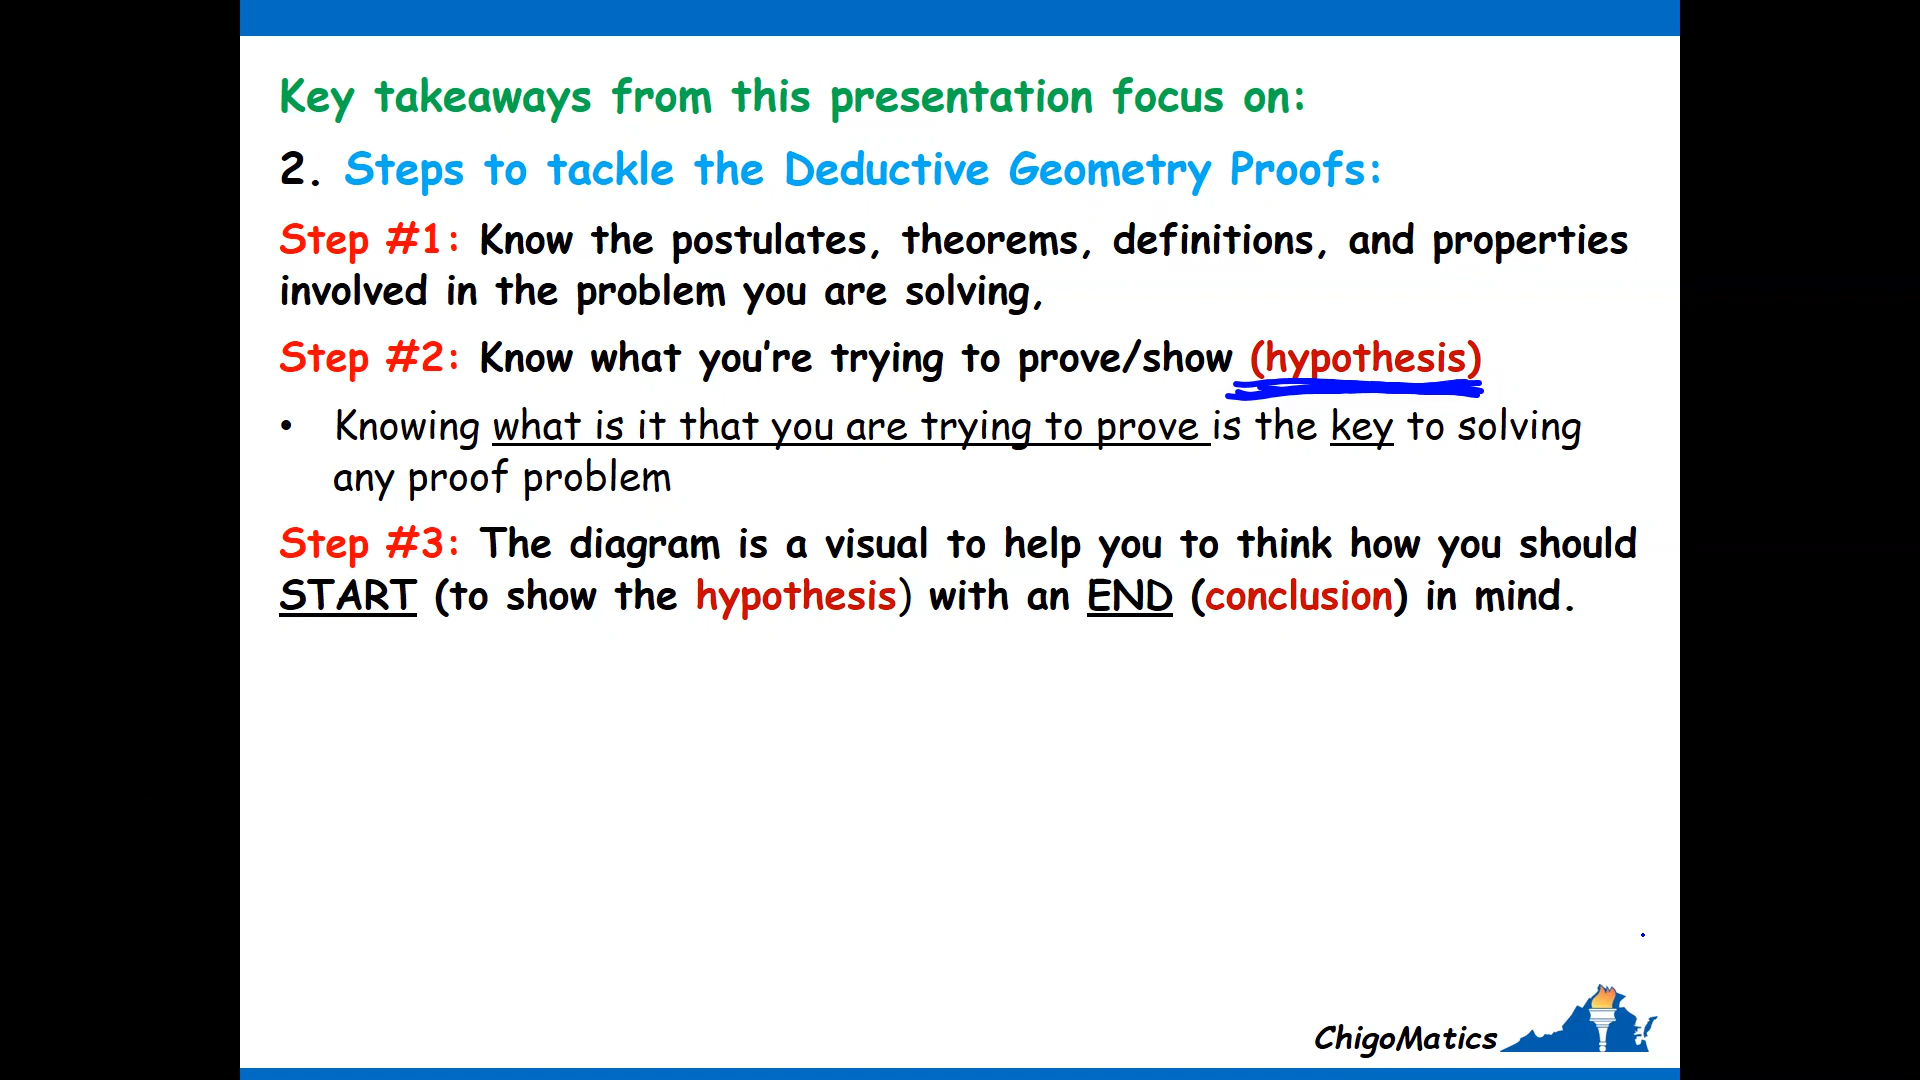 Key takeaways from this presentation focus on:
2. Steps to tackle the Deductive Geometry Proofs:
Step #1: Know the postulates, theorems, definitions, and properties
involved in the problem you are solving,
Step #2: Know what you're trying to prove/show (hypothesis)
• Knowing what is it that you are trying to prove is the key to solving
any proof problem
Step #3: The diagram is a visual to help you to think how you should
START (to show the hypothesis) with an END (conclusion) in mind.
ChigoMatics